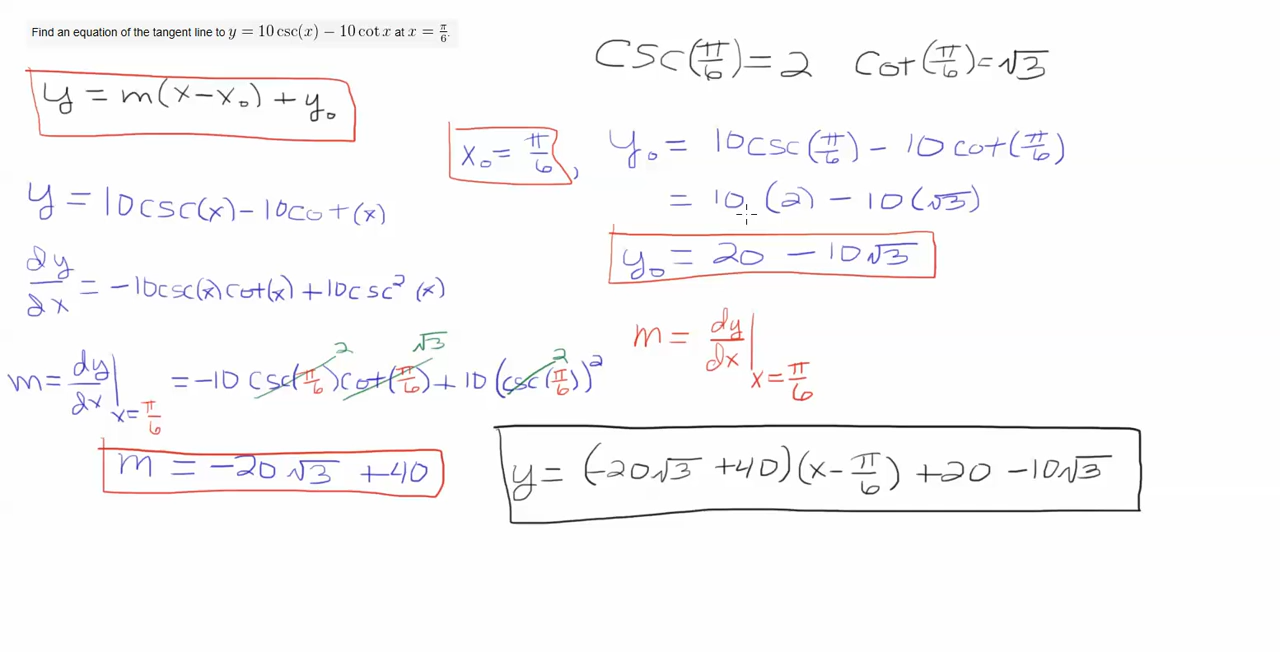 Find an equation of the tangent line to y = 10 csc(x) − 10 cot x at x = π/6.
csc(π/6) = 2 cot(π/6) = √3
y = m(x−x₀) + y₀
x₀ = π/6, y₀ = 10csc(π/6) − 10cot(π/6)
= 10(2) − 10(√3)
y₀ = 20 − 10√3
y = 10csc(x) − 10cot(x)
dy/dx = −10csc(x)cot(x) + 10csc²(x)
m = dy/dx | x=π/6
2 √3 2
m = dy/dx | x=π/6 = −10 csc(π/6)cot(π/6) + 10(csc(π/6))²
m = −20√3 + 40
y = (−20√3 + 40)(x − π/6) + 20 − 10√3